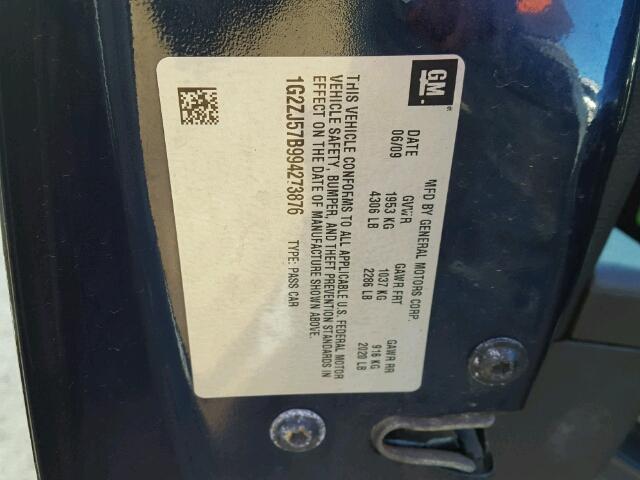 GM
MFD BY GENERAL MOTORS CORP.
DATE GVWR GAWR FRT GAWR RR
06/09 1953 KG 1037 KG 916 KG
4306 LB 2286 LB 2020 LB
THIS VEHICLE CONFORMS TO ALL APPLICABLE U.S. FEDERAL MOTOR
VEHICLE SAFETY, BUMPER, AND THEFT PREVENTION STANDARDS IN
EFFECT ON THE DATE OF MANUFACTURE SHOWN ABOVE.
1G2ZJ57B994273876 TYPE: PASS CAR